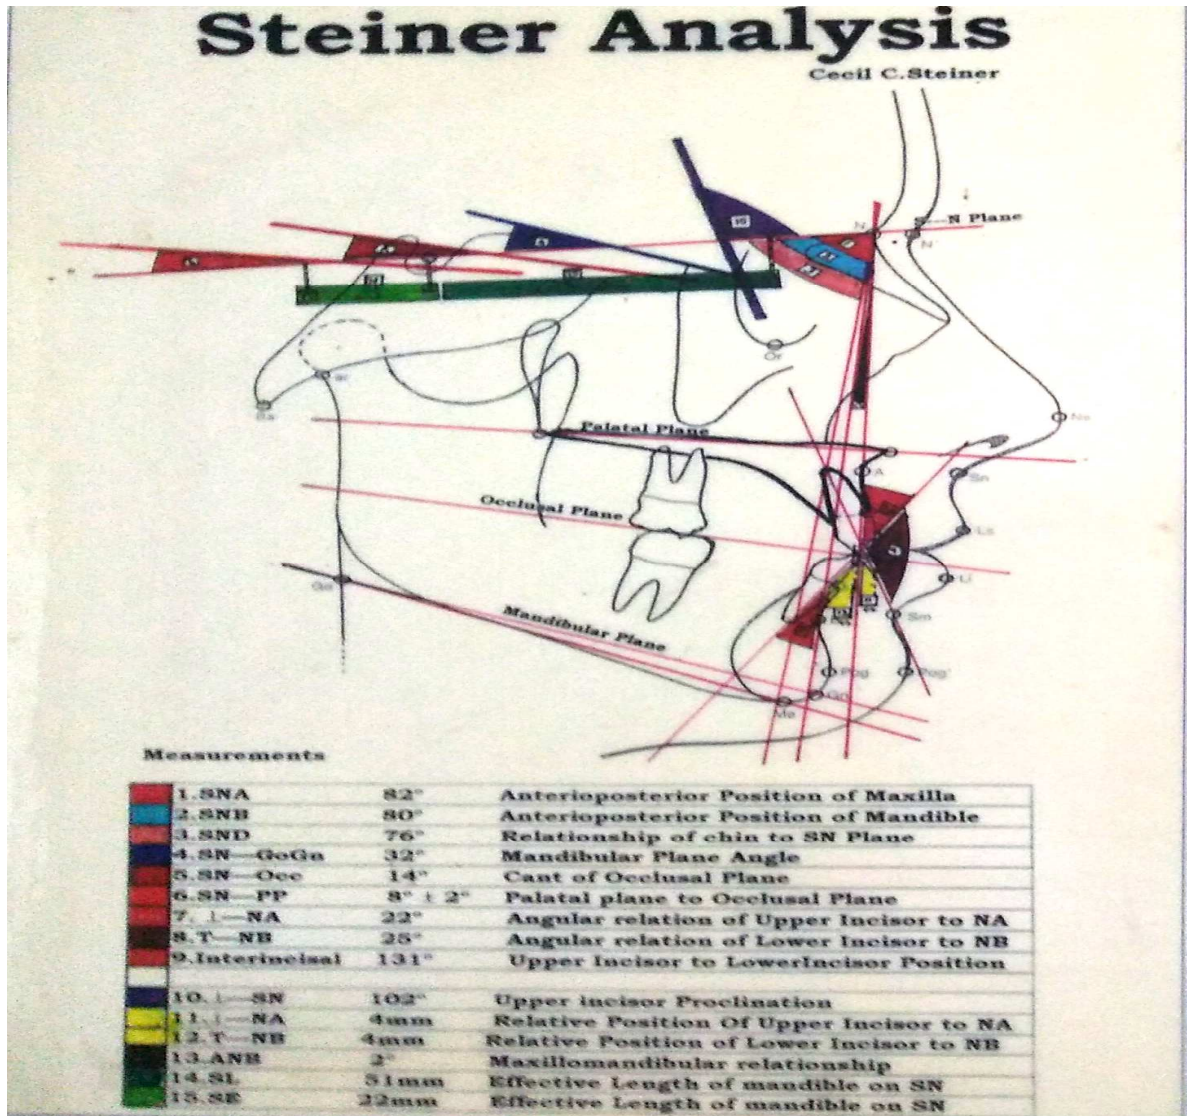 Steiner Analysis
Cecil C.Steiner
S—N Plane
N
N'
Or
ar
Ba
Palatal Plane
A
Sn
Occlusal Plane
Ls
Li
Go
Mandibular Plane
Sm
Pog
Pog'
Me
Measurements
1.SNA 82° Anterioposterior Position of Maxilla
2.SNB 80° Anterioposterior Position of Mandible
3.SND 76° Relationship of chin to SN Plane
4.SN—GoGn 32° Mandibular Plane Angle
5.SN—Occ 14° Cant of Occlusal Plane
6.SN—PP 8° ± 2° Palatal plane to Occlusal Plane
7. ⊥—NA 22° Angular relation of Upper Incisor to NA
8.T—NB 25° Angular relation of Lower Incisor to NB
9.Interincisal 131° Upper Incisor to LowerIncisor Position
10. ⊥—SN 102° Upper incisor Proclination
11. ⊥—NA 4mm Relative Position Of Upper Incisor to NA
12.T—NB 4mm Relative Position of Lower Incisor to NB
13.ANB 2° Maxillomandibular relationship
14.SL 51mm Effective Length of mandible on SN
15.SE 22mm Effective Length of mandible on SN